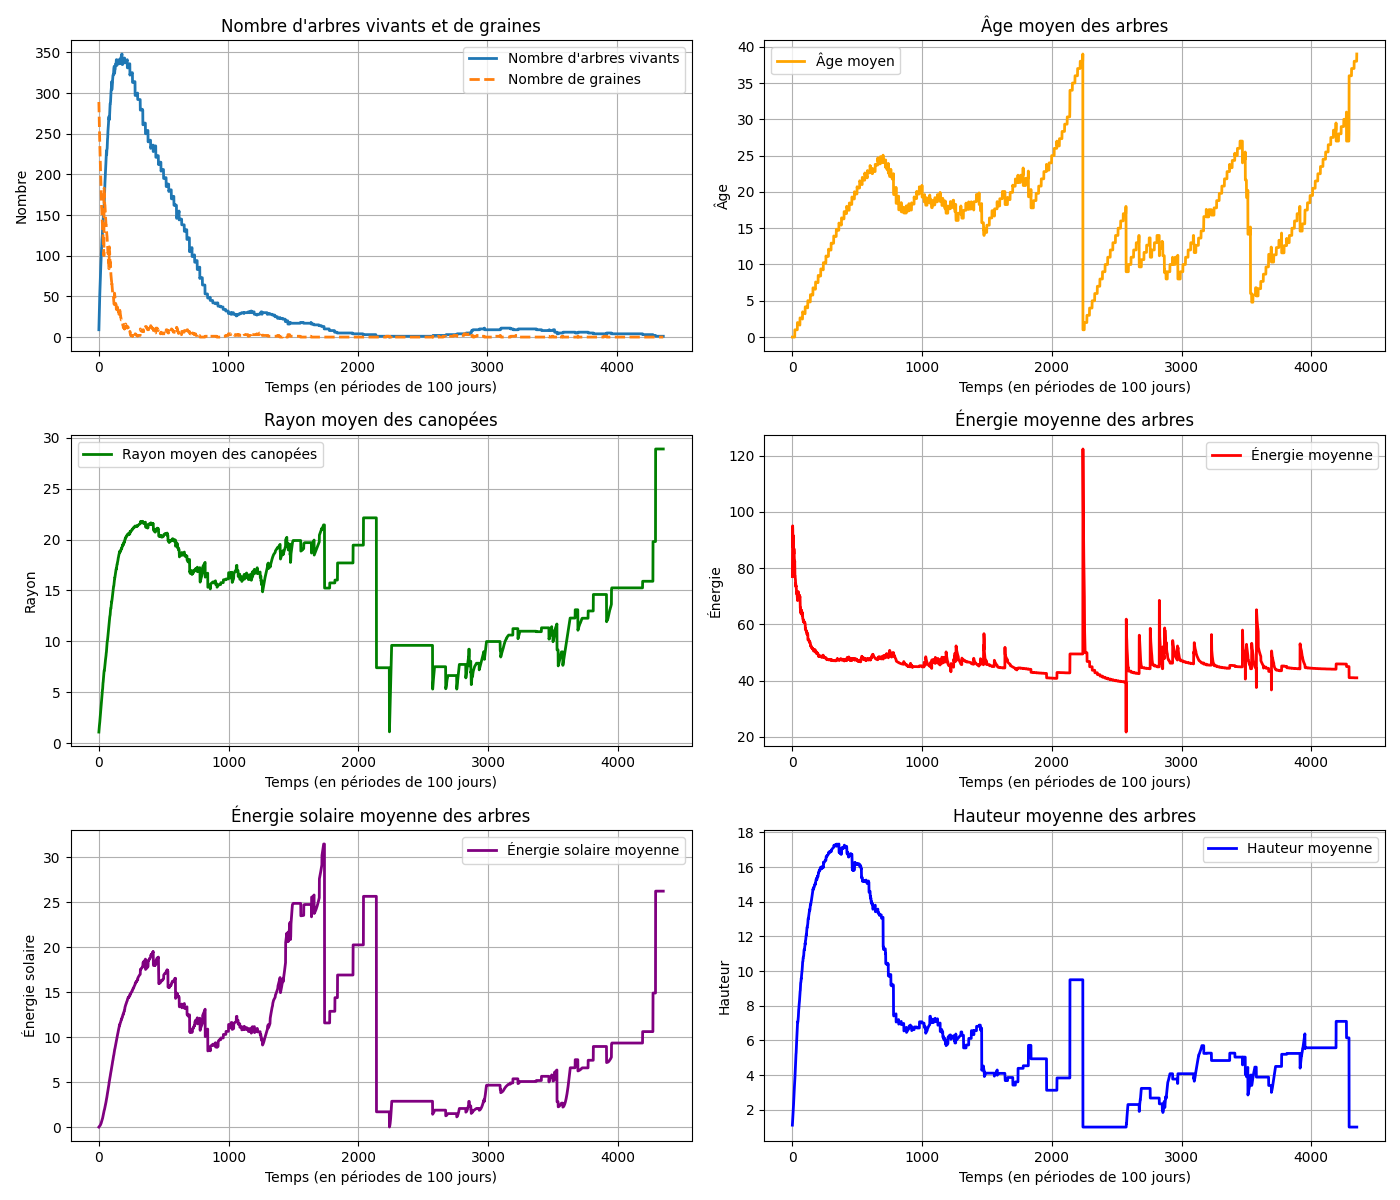 Nombre d'arbres vivants et de graines
350
300
250
200
150
100
50
0
Nombre
Nombre d'arbres vivants
Nombre de graines
0 1000 2000 3000 4000
Temps (en périodes de 100 jours)
Âge moyen des arbres
40
35
30
25
20
15
10
5
0
Âge
Âge moyen
0 1000 2000 3000 4000
Temps (en périodes de 100 jours)
Rayon moyen des canopées
30
25
20
15
10
5
0
Rayon
Rayon moyen des canopées
0 1000 2000 3000 4000
Temps (en périodes de 100 jours)
Énergie moyenne des arbres
120
100
80
60
40
20
Énergie
Énergie moyenne
0 1000 2000 3000 4000
Temps (en périodes de 100 jours)
Énergie solaire moyenne des arbres
30
25
20
15
10
5
0
Énergie solaire
Énergie solaire moyenne
0 1000 2000 3000 4000
Temps (en périodes de 100 jours)
Hauteur moyenne des arbres
18
16
14
12
10
8
6
4
2
Hauteur
Hauteur moyenne
0 1000 2000 3000 4000
Temps (en périodes de 100 jours)